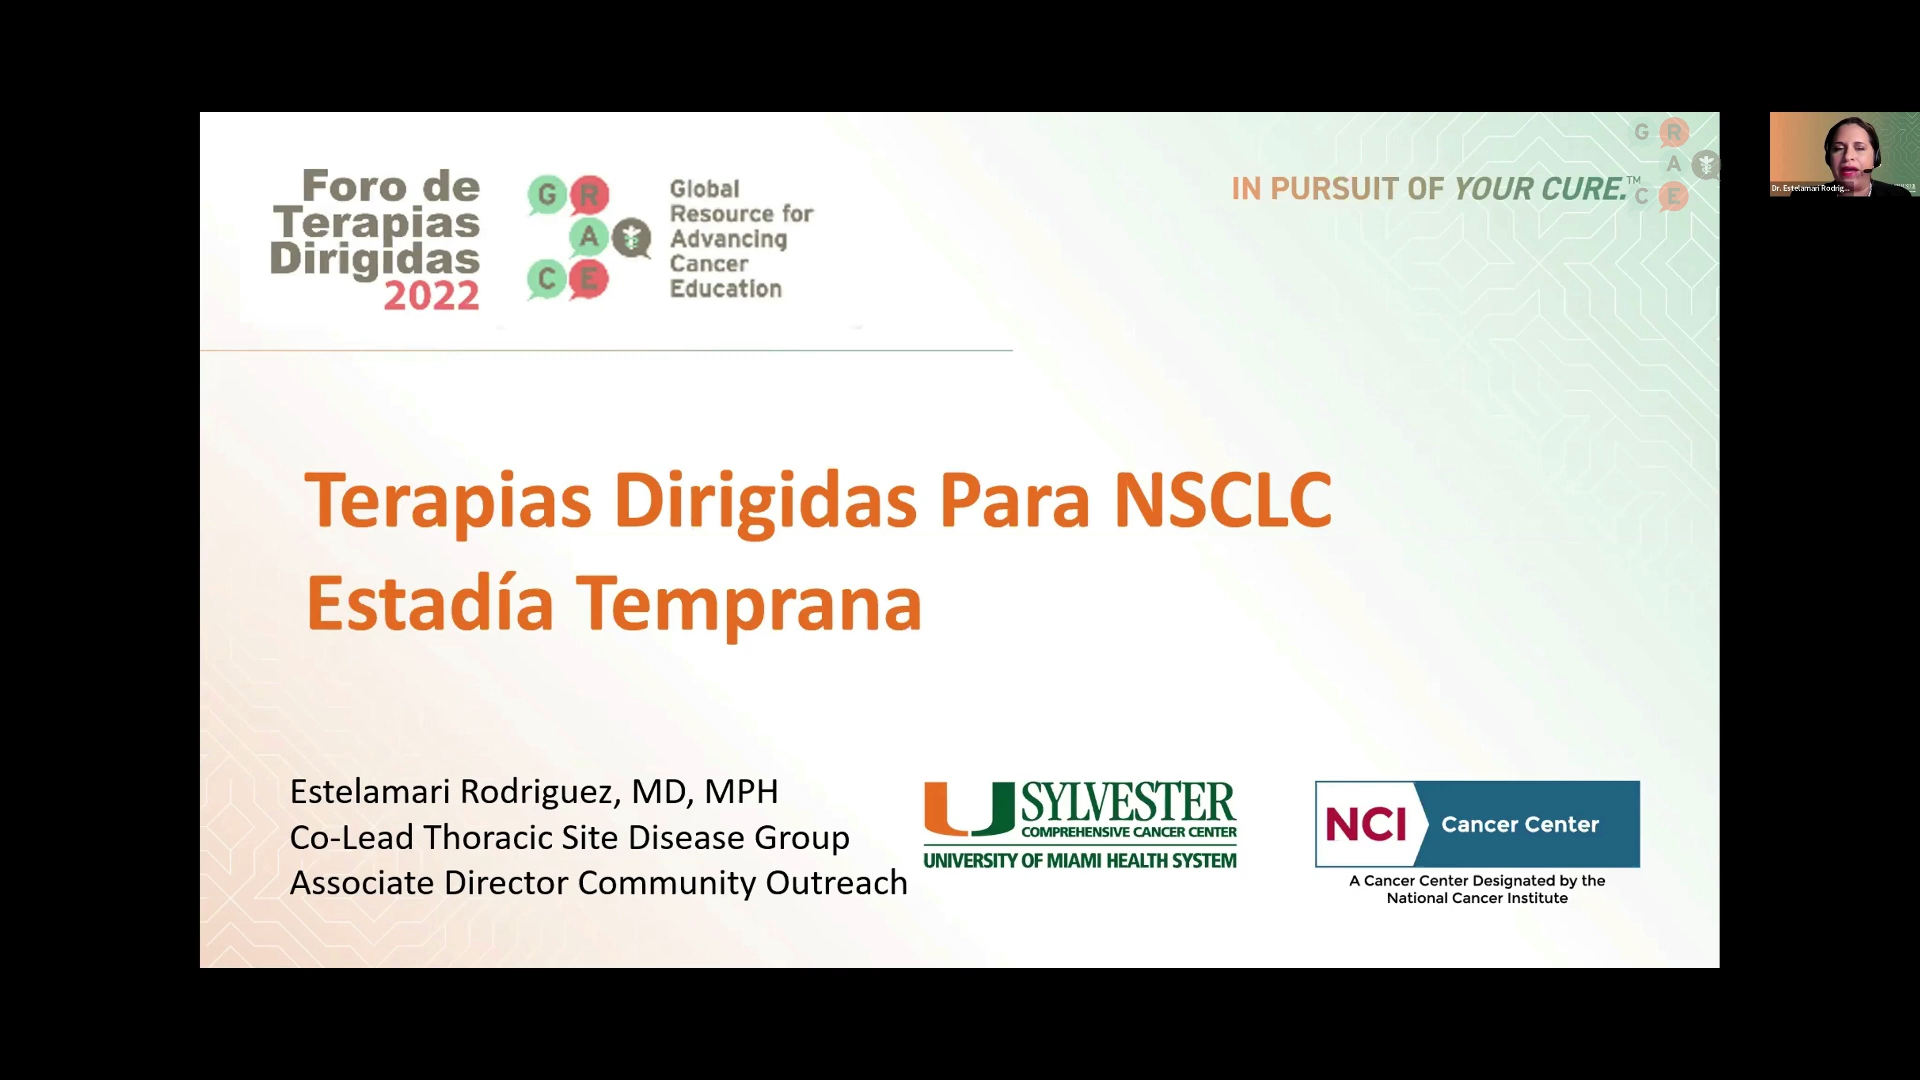 Foro de
Terapias
Dirigidas
2022
G R
A
C E
Global
Resource for
Advancing
Cancer
Education
IN PURSUIT OF YOUR CURE.™
G R
A
C E
Dr. Estelamari Rodrig...
Terapias Dirigidas Para NSCLC
Estadía Temprana
Estelamari Rodriguez, MD, MPH
Co-Lead Thoracic Site Disease Group
Associate Director Community Outreach
SYLVESTER
COMPREHENSIVE CANCER CENTER
UNIVERSITY OF MIAMI HEALTH SYSTEM
NCI Cancer Center
A Cancer Center Designated by the
National Cancer Institute